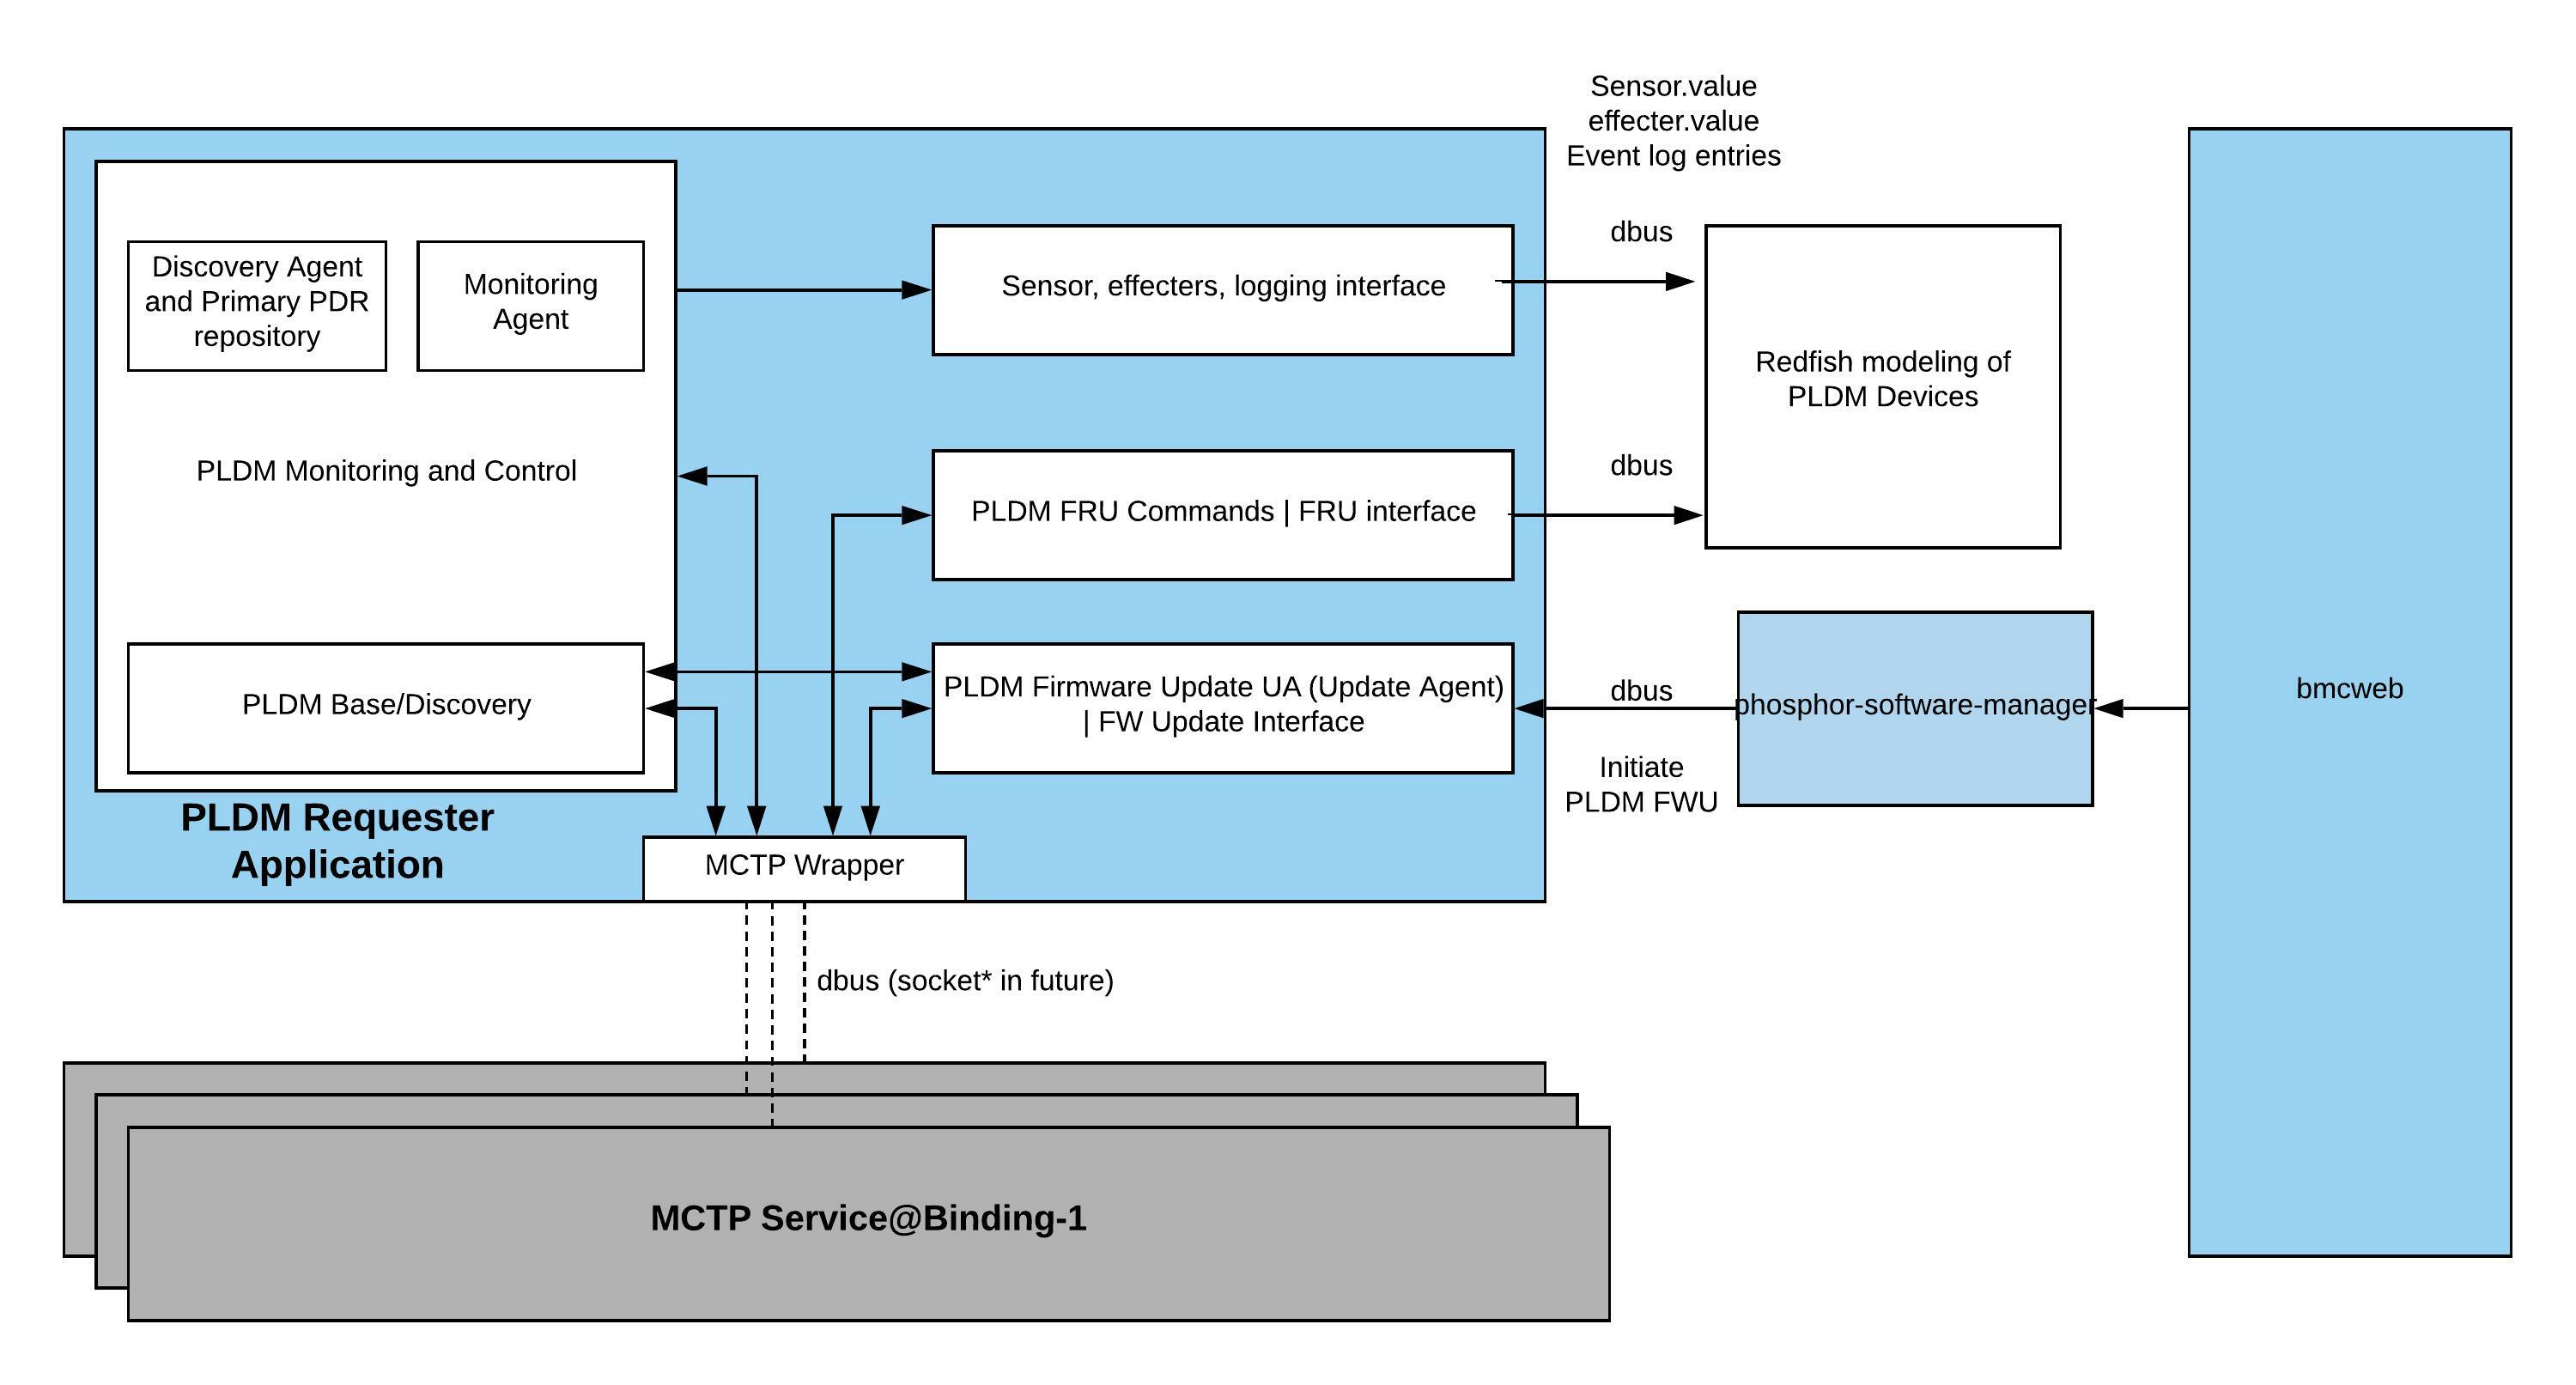 Sensor.value
effecter.value
Event log entries
Discovery Agent
and Primary PDR
repository
Monitoring
Agent
Sensor, effecters, logging interface
dbus
Redfish modeling of
PLDM Devices
PLDM Monitoring and Control
PLDM FRU Commands | FRU interface
dbus
PLDM Base/Discovery
PLDM Firmware Update UA (Update Agent)
| FW Update Interface
dbus
Initiate
PLDM FWU
phosphor-software-manager
bmcweb
PLDM Requester
Application
MCTP Wrapper
dbus (socket* in future)
MCTP Service@Binding-1